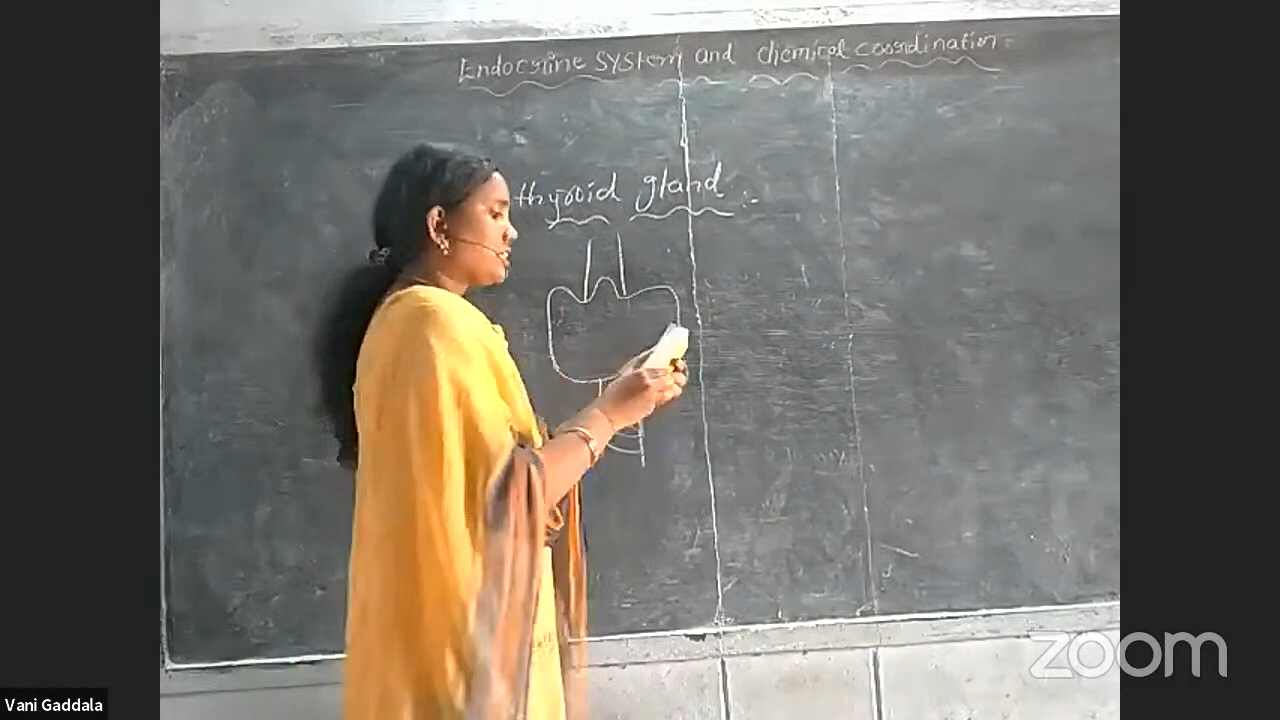 Endocrine System and chemical coordination:-
thyroid gland :-
zoom
Vani Gaddala